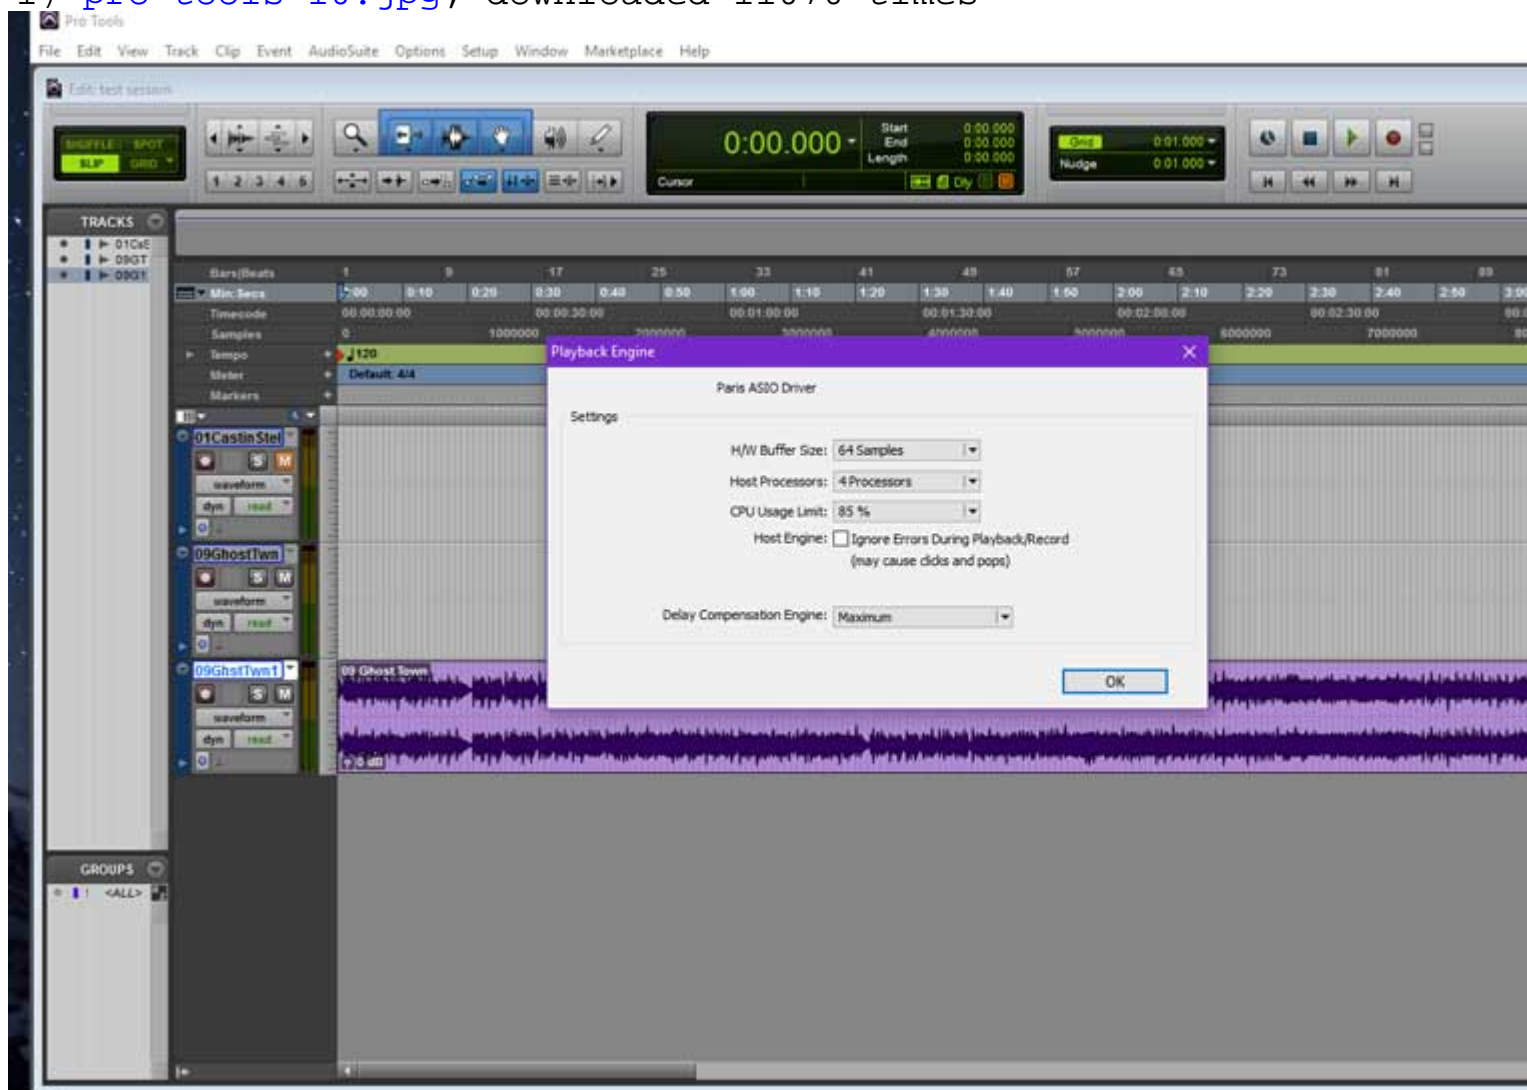 Pro Tools
File Edit View Track Clip Event AudioSuite Options Setup Window Marketplace Help
Edit: test session
SHUFFLE SPOT
SLIP GRID
1 2 3 4 5
0:00.000
Start 0:00.000
End 0:00.000
Length 0:00.000
Cursor
Dly
Grid 0:01.000
Nudge 0:01.000
TRACKS
09GT
Bars|Beats 1 9 17 25 33 41 49 57 65 73 81 89
Min:Secs 0:10 0:20 0:30 0:40 0:50 1:00 1:10 1:20 1:30 1:40 1:50 2:00 2:10 2:20 2:30 2:40 2:50
Timecode 00:00:00:00 00:00:30:00 00:01:00:00 00:01:30:00 00:02:00:00 00:02:30:00
Samples 0 1000000 2000000 3000000 4000000 5000000 6000000 7000000
Tempo 120
Meter Default: 4/4
Markers
Playback Engine
Paris ASIO Driver
Settings
H/W Buffer Size: 64 Samples
Host Processors: 4 Processors
CPU Usage Limit: 85 %
Host Engine: Ignore Errors During Playback/Record
(may cause clicks and pops)
Delay Compensation Engine: Maximum
OK
01CastinStel
S M
waveform
dyn read
09GhostTwn
S M
waveform
dyn read
09GhstTwn1
S M
waveform
dyn read
09 Ghost Town
0 dB
GROUPS
! <ALL>